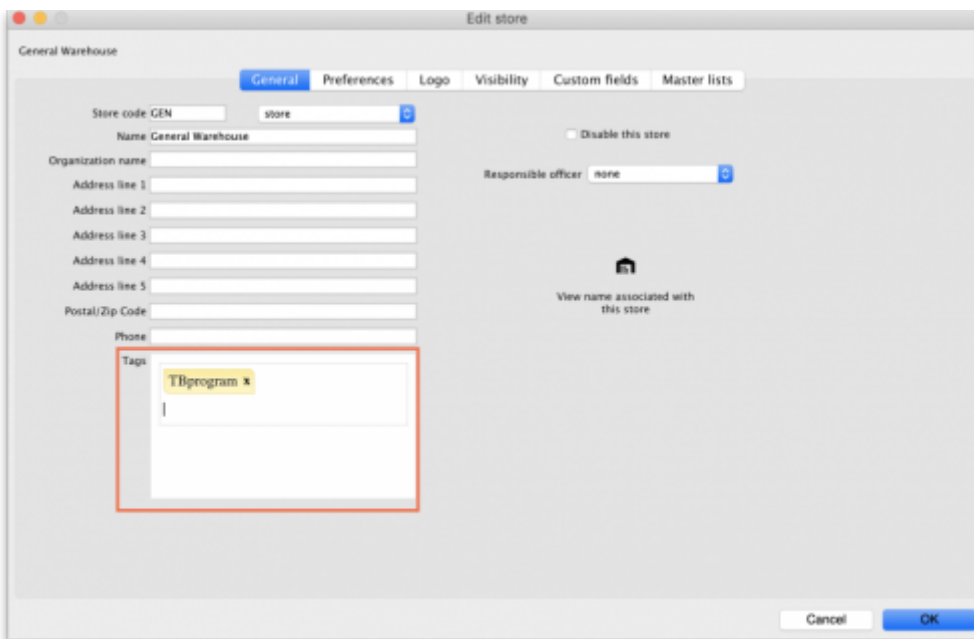 Edit store
General Warehouse
General Preferences Logo Visibility Custom fields Master lists
Store code GEN store
Disable this store
Name General Warehouse
Organization name
Responsible officer none
Address line 1
Address line 2
Address line 3
Address line 4
Address line 5
View name associated with
this store
Postal/Zip Code
Phone
Tags
TBprogram x
Cancel OK